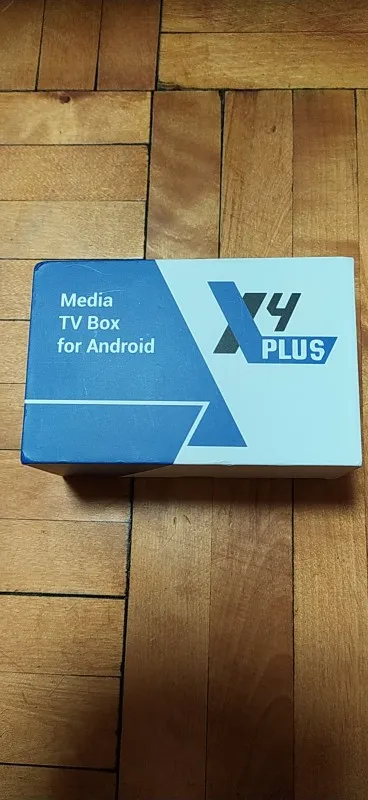 Media
TV Box
for Android
X4
PLUS